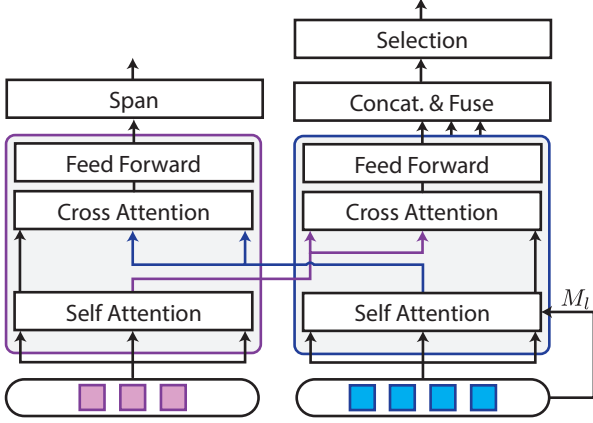 Selection
Span
Concat. & Fuse
Feed Forward
Feed Forward
Cross Attention
Cross Attention
Self Attention
Self Attention
M_l